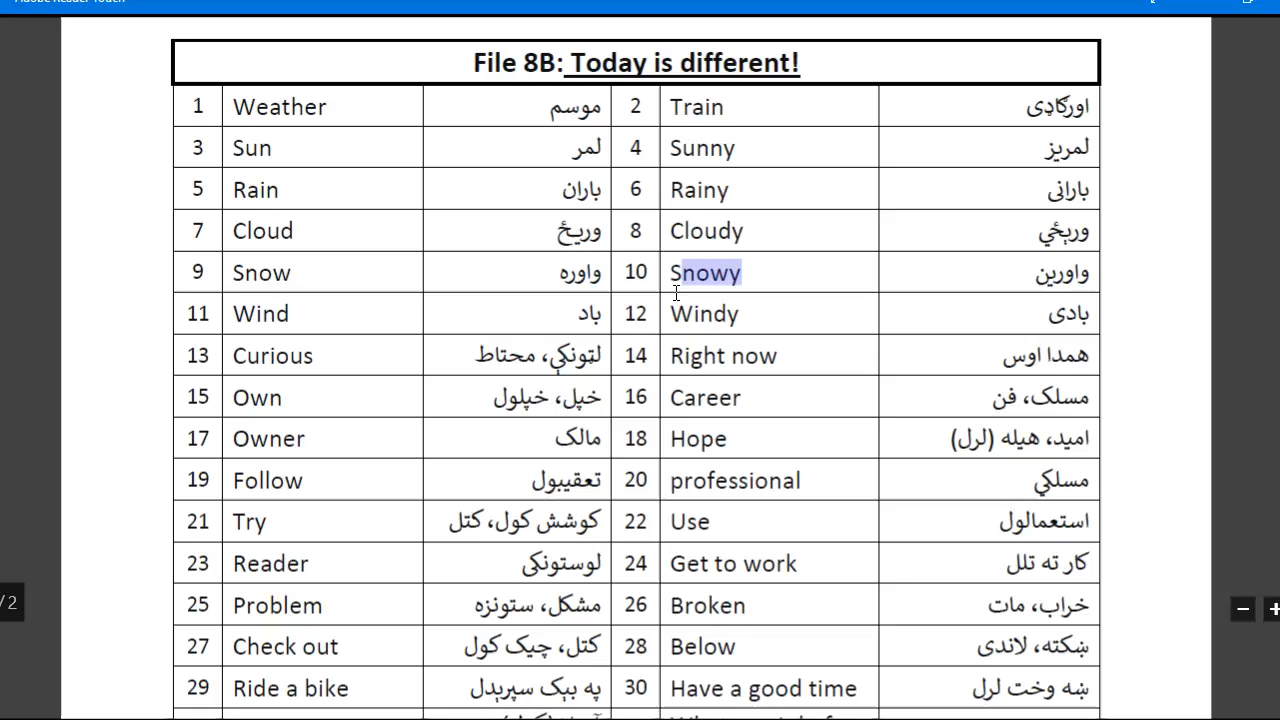 File 8B: Today is different!
1 Weather موسم 2 Train اورګاډی
3 Sun لمر 4 Sunny لمریز
5 Rain باران 6 Rainy بارانی
7 Cloud وریځ 8 Cloudy ورېځي
9 Snow واوره 10 Snowy واورین
11 Wind باد 12 Windy بادی
13 Curious لټونکې، محتاط 14 Right now همدا اوس
15 Own خپل، خپلول 16 Career مسلک، فن
17 Owner مالک 18 Hope امید، هیله (لرل)
19 Follow تعقیبول 20 professional مسلکي
21 Try کوشش کول، کتل 22 Use استعمالول
23 Reader لوستونکی 24 Get to work کار ته تلل
25 Problem مشکل، ستونزه 26 Broken خراب، مات
27 Check out کتل، چیک کول 28 Below ښکته، لاندی
29 Ride a bike په بېک سپرېدل 30 Have a good time ښه وخت لرل
/2